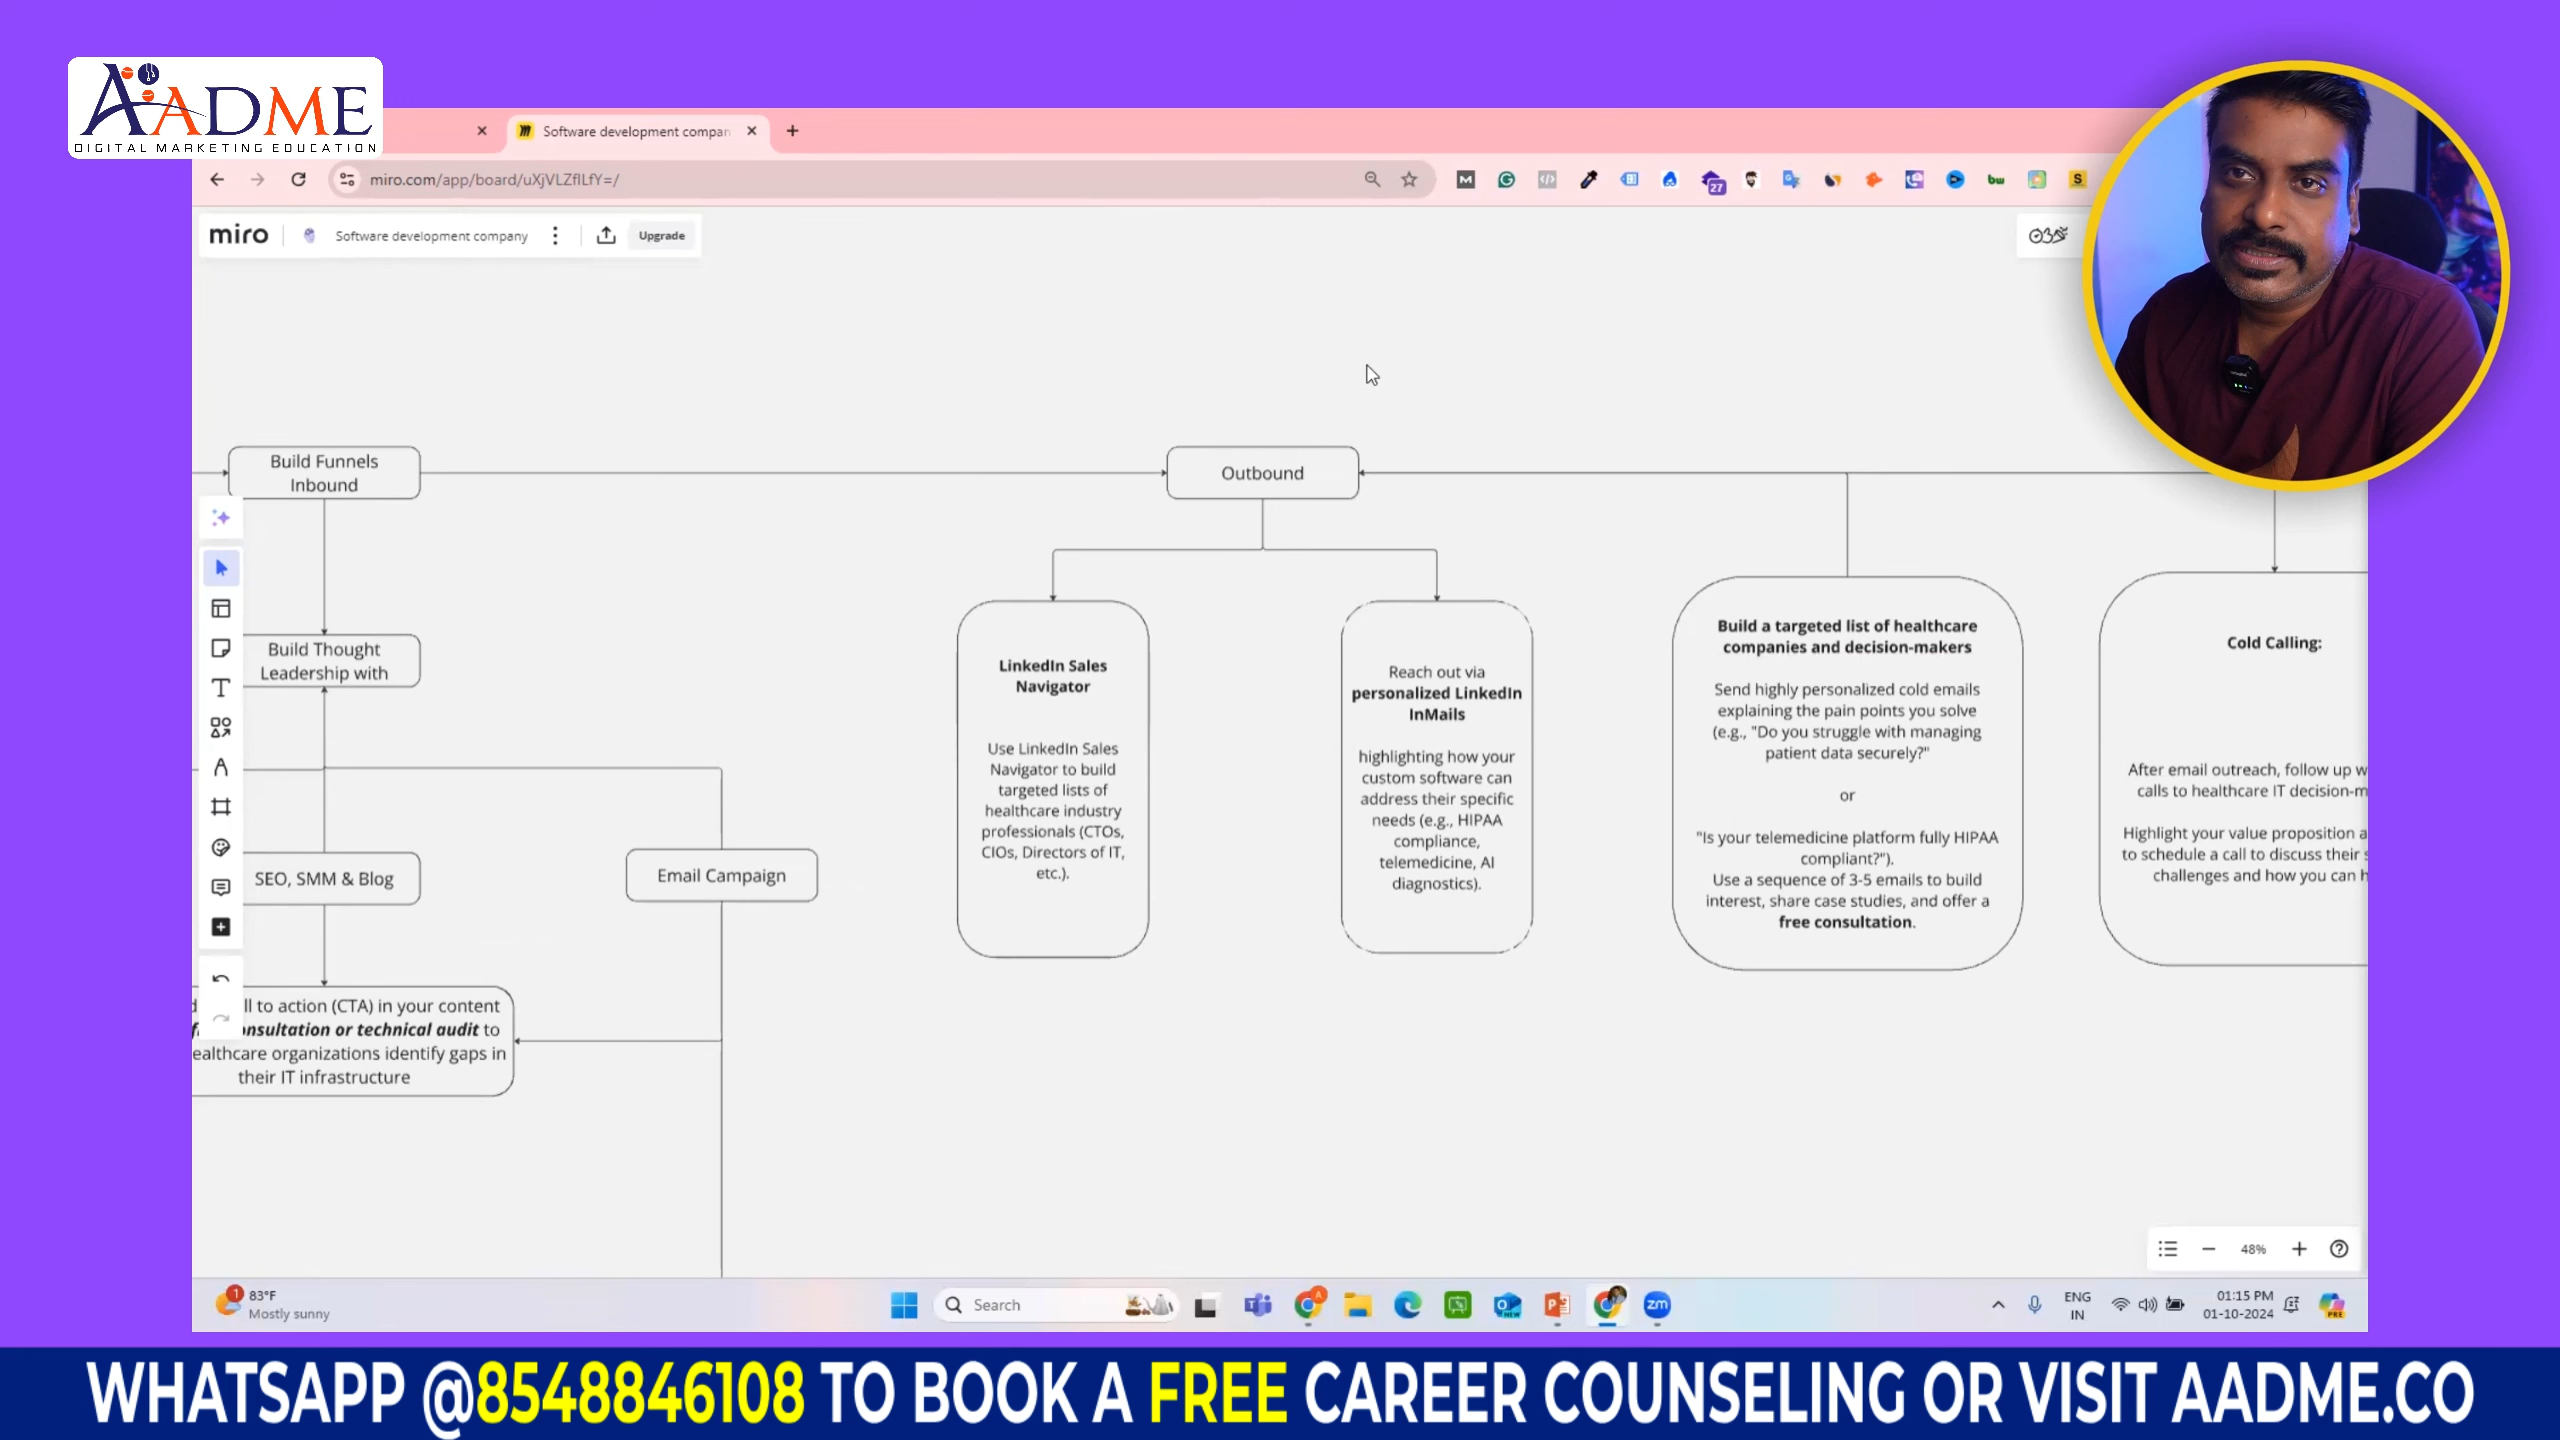 AADME
DIGITAL MARKETING EDUCATION
Software development compan
miro.com/app/board/uXjVLZflLfY=/
27
bw
S
miro
Software development company
Upgrade
Build Funnels
Inbound
Outbound
Build Thought
Leadership with
SEO, SMM & Blog
Email Campaign
ll to action (CTA) in your content
onsultation or technical audit to
ealthcare organizations identify gaps in
their IT infrastructure
LinkedIn Sales
Navigator
Use LinkedIn Sales
Navigator to build
targeted lists of
healthcare industry
professionals (CTOs,
CIOs, Directors of IT,
etc.).
Reach out via
personalized LinkedIn
InMails
highlighting how your
custom software can
address their specific
needs (e.g., HIPAA
compliance,
telemedicine, AI
diagnostics).
Build a targeted list of healthcare
companies and decision-makers
Send highly personalized cold emails
explaining the pain points you solve
(e.g., "Do you struggle with managing
patient data securely?"
or
"Is your telemedicine platform fully HIPAA
compliant?").
Use a sequence of 3-5 emails to build
interest, share case studies, and offer a
free consultation.
Cold Calling:
After email outreach, follow up w
calls to healthcare IT decision-m
Highlight your value proposition a
to schedule a call to discuss their
challenges and how you can h
48%
1
83°F
Mostly sunny
Search
zm
ENG
IN
01:15 PM
01-10-2024
PRE
WHATSAPP @8548846108 TO BOOK A FREE CAREER COUNSELING OR VISIT AADME.CO